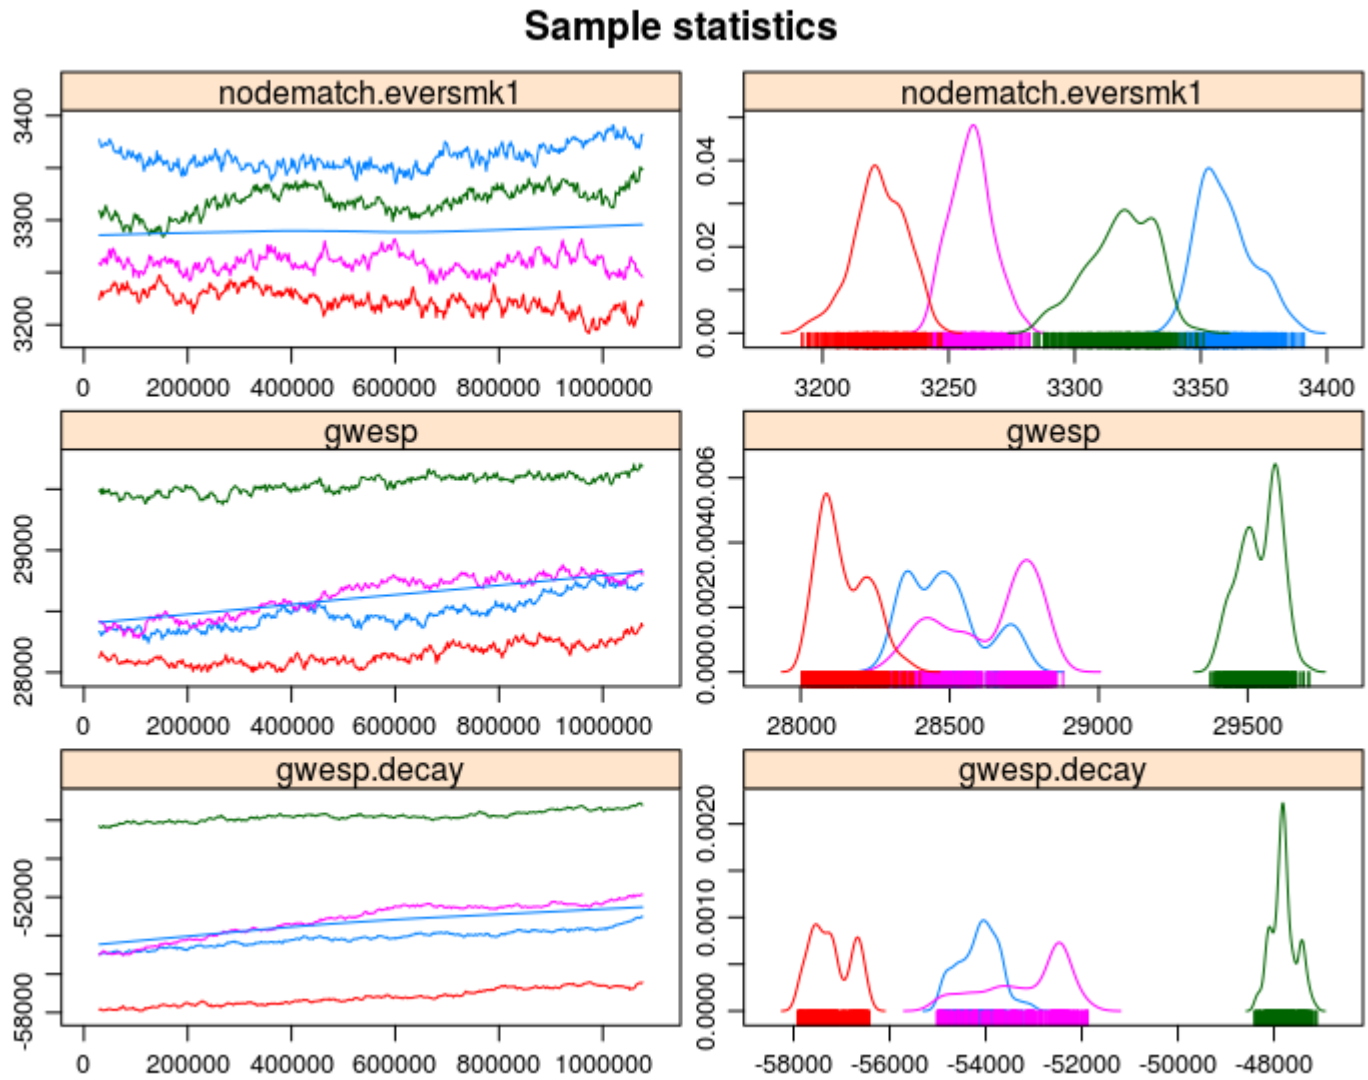 Sample statistics
nodematch.eversmk1
3200 3300 3400
0 200000 400000 600000 800000 1000000
nodematch.eversmk1
0.00 0.02 0.04
3200 3250 3300 3350 3400
gwesp
28000 29000
0 200000 400000 600000 800000 1000000
gwesp
0.0000.0020.0040.006
28000 28500 29000 29500
gwesp.decay
-58000 -52000
0 200000 400000 600000 800000 1000000
gwesp.decay
0.0000 0.0010 0.0020
-58000 -56000 -54000 -52000 -50000 -48000